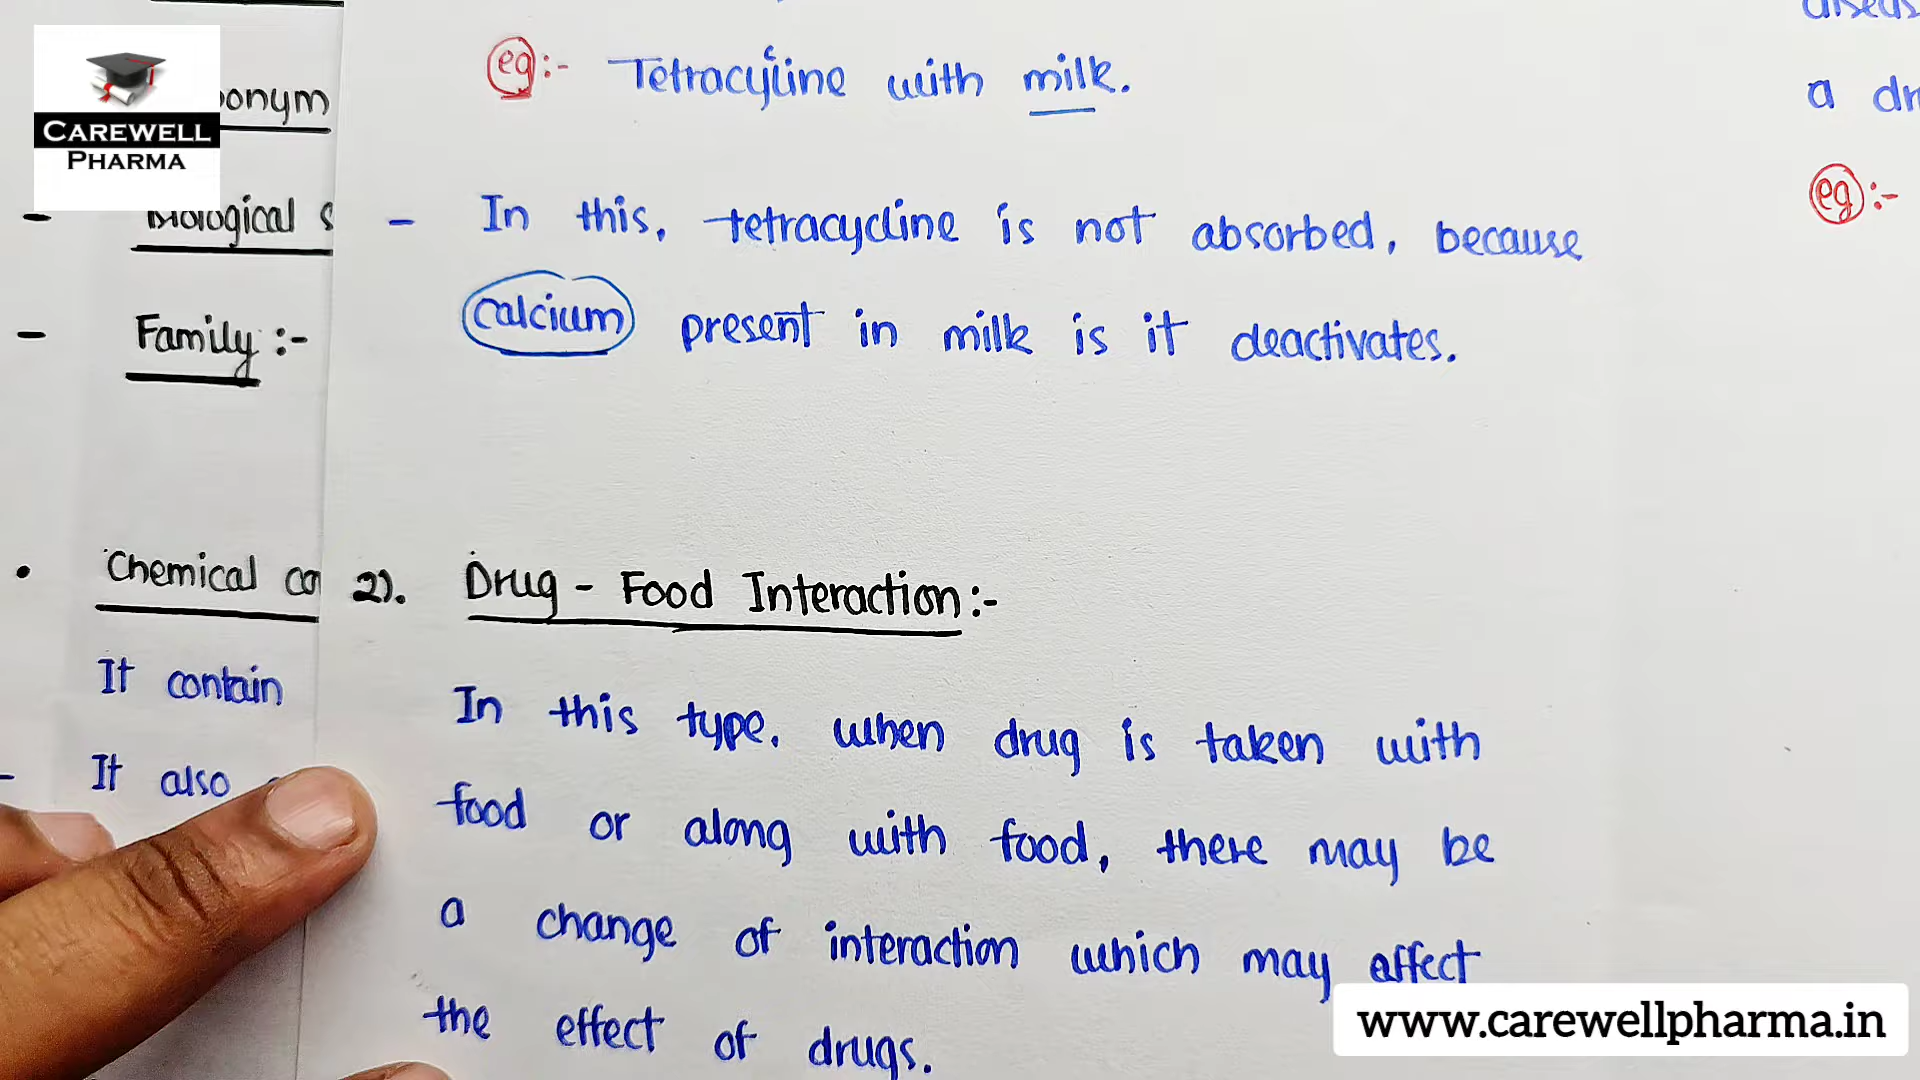 CAREWELL
PHARMA
onym
Biological s
- Family :-
• Chemical co
It contain
- It also
eg :- Tetracyline with milk.
- In this, tetracycline is not absorbed, because
calcium present in milk is it deactivates.
2). Drug - Food Interaction :-
In this type, when drug is taken with
food or along with food, there may be
a change of interaction which may affect
the effect of drugs.
a
eg :-
www.carewellpharma.in